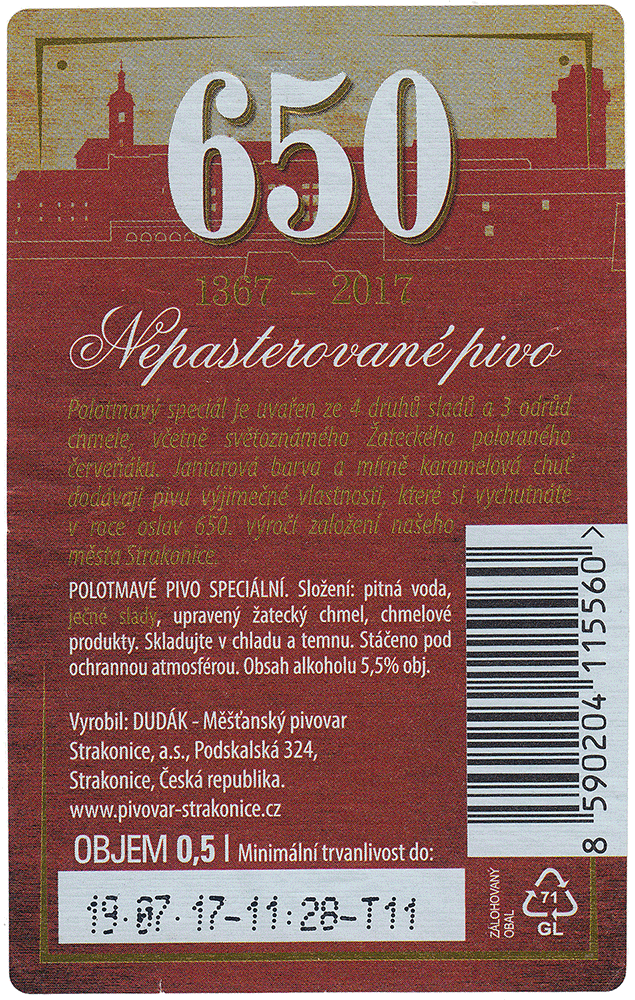 650
1367 – 2017
Nepasterované pivo
Polotmavý speciál je uvařen ze 4 druhů sladů a 3 odrůd
chmele, včetně světoznámého Žateckého poloraného
červeňáku. Jantarová barva a mírně karamelová chuť
dodávají pivu výjimečné vlastnosti, které si vychutnáte
v roce oslav 650. výročí založení našeho
města Strakonice.
POLOTMAVÉ PIVO SPECIÁLNÍ. Složení: pitná voda,
ječné slady, upravený žatecký chmel, chmelové
produkty. Skladujte v chladu a temnu. Stáčeno pod
ochrannou atmosférou. Obsah alkoholu 5,5% obj.
Vyrobil: DUDÁK - Měšťanský pivovar
Strakonice, a.s., Podskalská 324,
Strakonice, Česká republika.
www.pivovar-strakonice.cz
OBJEM 0,5 l Minimální trvanlivost do:
19.07.17-11:28-T11
8 590204 115560 >
ZÁLOHOVANÝ
OBAL
71
GL